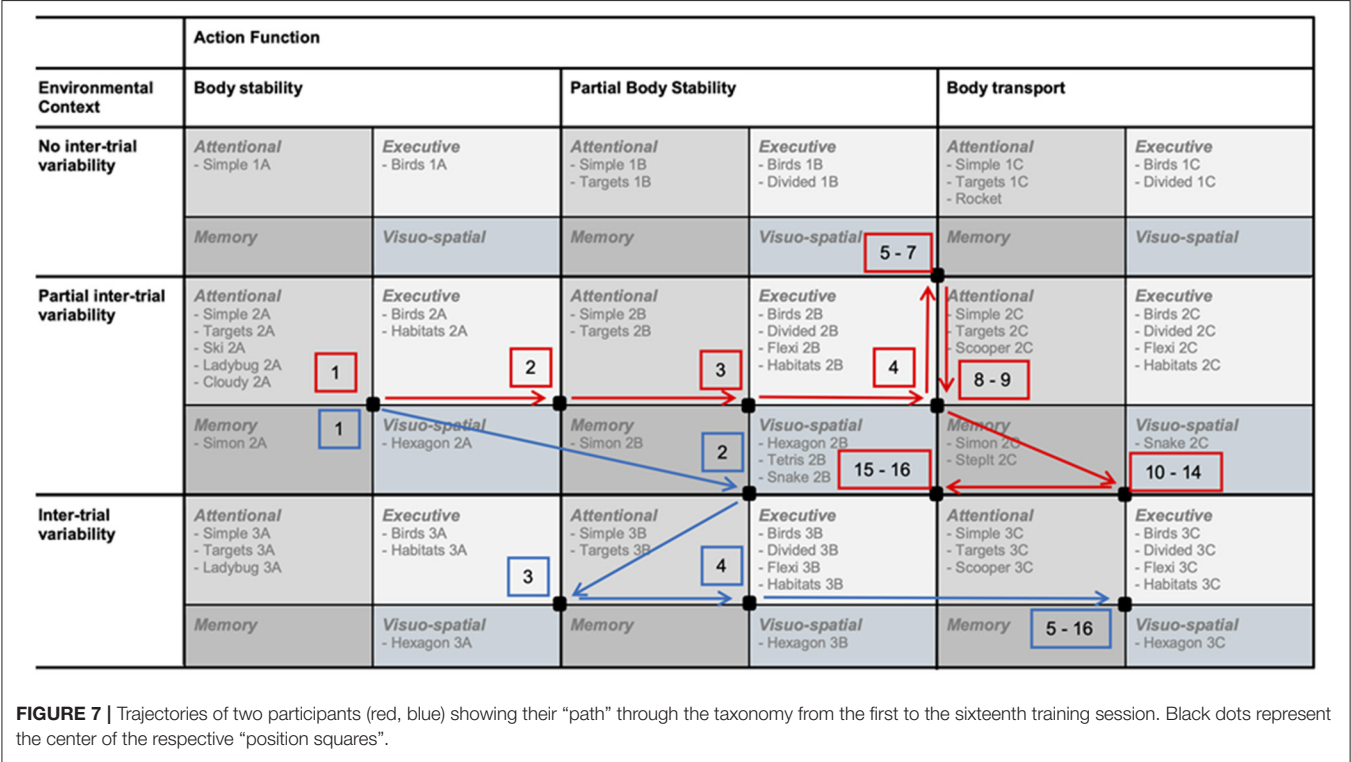 Action Function
Environmental Context
Body stability
Partial Body Stability
Body transport
No inter-trial variability
Attentional
- Simple 1A
Executive
- Birds 1A
Attentional
- Simple 1B
- Targets 1B
Executive
- Birds 1B
- Divided 1B
Attentional
- Simple 1C
- Targets 1C
- Rocket
Executive
- Birds 1C
- Divided 1C
Memory
Visuo-spatial
Memory
Visuo-spatial
5 - 7
Memory
Visuo-spatial
Partial inter-trial variability
Attentional
- Simple 2A
- Targets 2A
- Ski 2A
- Ladybug 2A
- Cloudy 2A
1
Executive
- Birds 2A
- Habitats 2A
2
Attentional
- Simple 2B
- Targets 2B
3
Executive
- Birds 2B
- Divided 2B
- Flexi 2B
- Habitats 2B
4
Attentional
- Simple 2C
- Targets 2C
- Scooper 2C
8 - 9
Executive
- Birds 2C
- Divided 2C
- Flexi 2C
- Habitats 2C
Memory
- Simon 2A
1
Visuo-spatial
- Hexagon 2A
Memory
- Simon 2B
2
Visuo-spatial
- Hexagon 2B
- Tetris 2B
- Snake 2B
15 - 16
Memory
- Simon 2C
- StepIt 2C
Visuo-spatial
- Snake 2C
10 - 14
Inter-trial variability
Attentional
- Simple 3A
- Targets 3A
- Ladybug 3A
Executive
- Birds 3A
- Habitats 3A
3
Attentional
- Simple 3B
- Targets 3B
4
Executive
- Birds 3B
- Divided 3B
- Flexi 3B
- Habitats 3B
Attentional
- Simple 3C
- Targets 3C
- Scooper 3C
Executive
- Birds 3C
- Divided 3C
- Flexi 3C
- Habitats 3C
Memory
Visuo-spatial
- Hexagon 3A
Memory
Visuo-spatial
- Hexagon 3B
Memory
5 - 16
Visuo-spatial
- Hexagon 3C
FIGURE 7 | Trajectories of two participants (red, blue) showing their “path” through the taxonomy from the first to the sixteenth training session. Black dots represent
the center of the respective “position squares”.